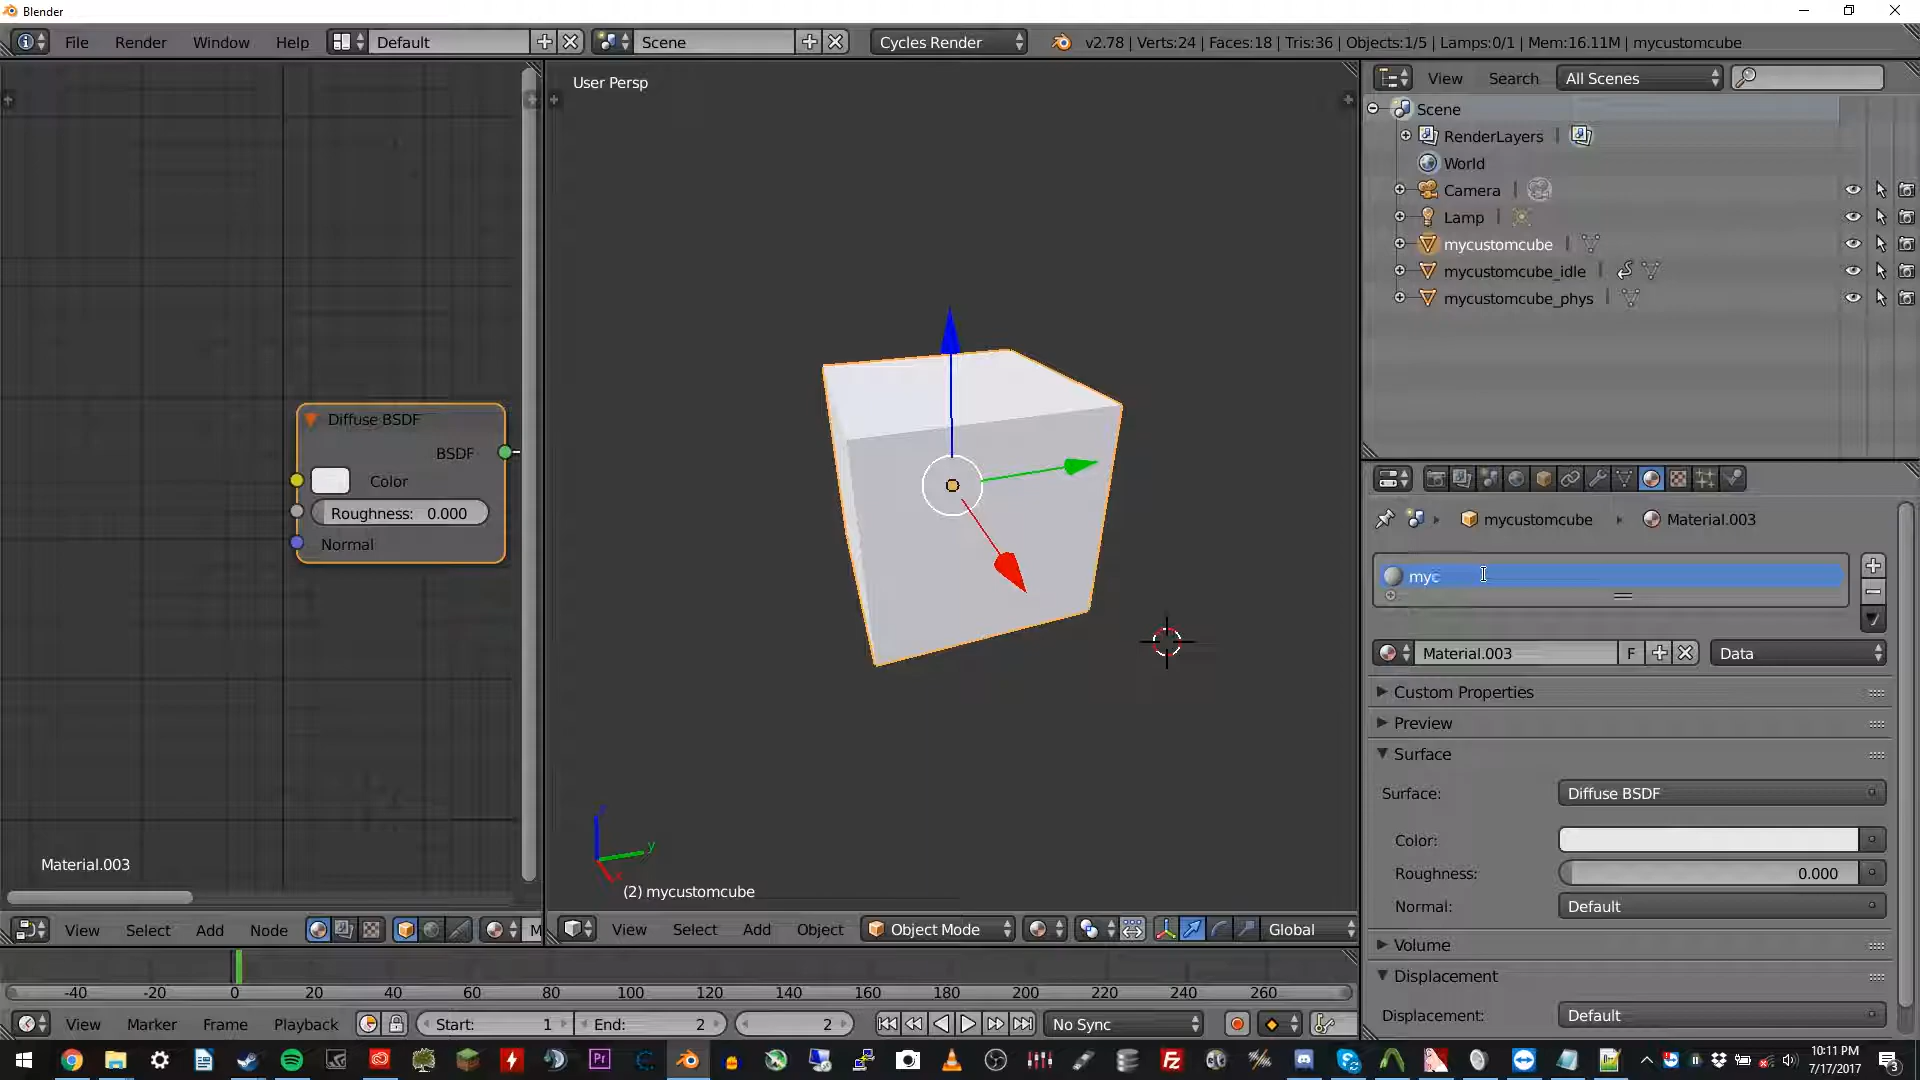 Blender
File Render Window Help Default Scene Cycles Render v2.78 | Verts:24 | Faces:18 | Tris:36 | Objects:1/5 | Lamps:0/1 | Mem:16.11M | mycustomcube
User Persp
View Search All Scenes
Scene
RenderLayers
World
Camera
Lamp
mycustomcube
mycustomcube_idle
mycustomcube_phys
Diffuse BSDF
BSDF
Color
Roughness: 0.000
Normal
Material.003
z
y
x
(2) mycustomcube
mycustomcube Material.003
myc
Material.003 F Data
Custom Properties
Preview
Surface
Surface: Diffuse BSDF
Color:
Roughness: 0.000
Normal: Default
Volume
Displacement
Displacement: Default
View Select Add Node M
View Select Add Object Object Mode Global
-40 -20 0 20 40 60 80 100 120 140 160 180 200 220 240 260
View Marker Frame Playback Start: 1 End: 2 2 No Sync
Pr
10:11 PM
7/17/2017
3